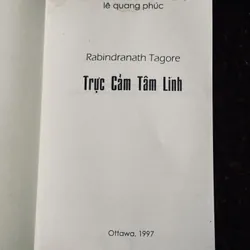 lê quang phúc
Rabindranath Tagore
Trực Cảm Tâm Linh
Ottawa, 1997